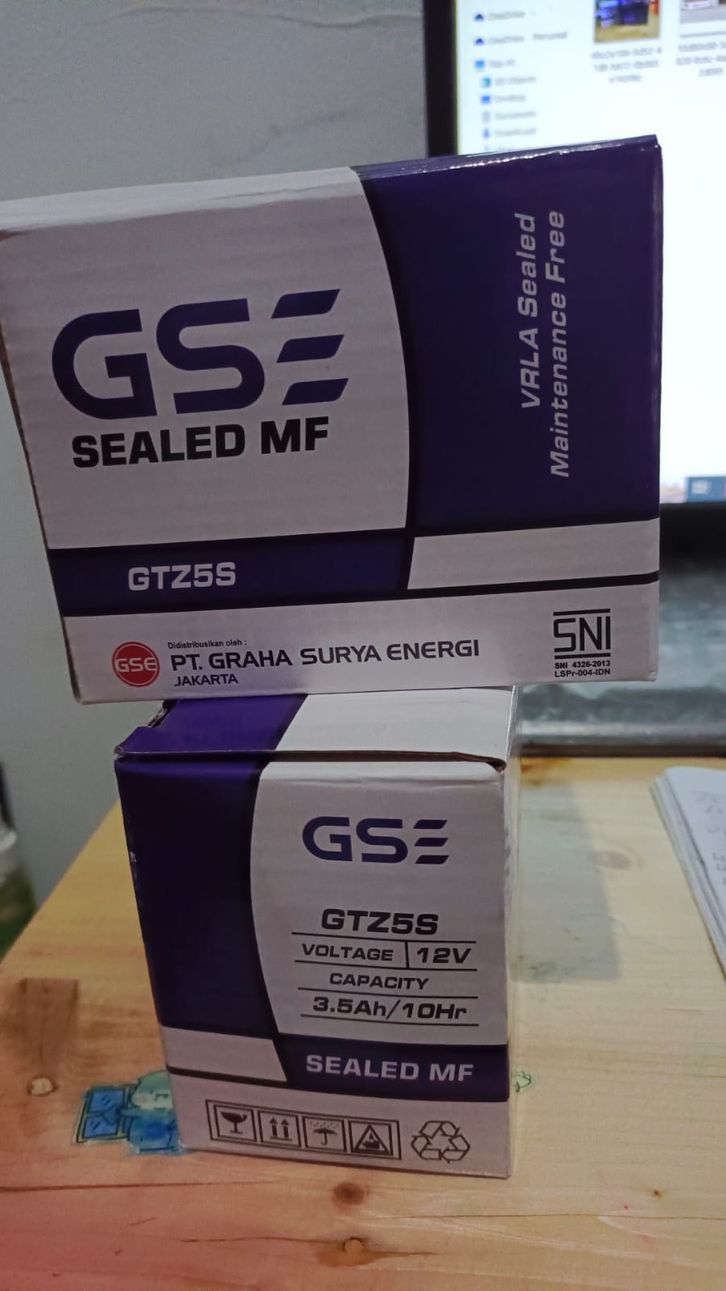 GSE
SEALED MF
VRLA Sealed
Maintenance Free
GTZ5S
GSE
Didistribusikan oleh :
PT. GRAHA SURYA ENERGI
JAKARTA
SNI
SNI 4326-2013
LSPr-004-IDN
GSE
GTZ5S
VOLTAGE 12V
CAPACITY
3.5Ah/10Hr
SEALED MF